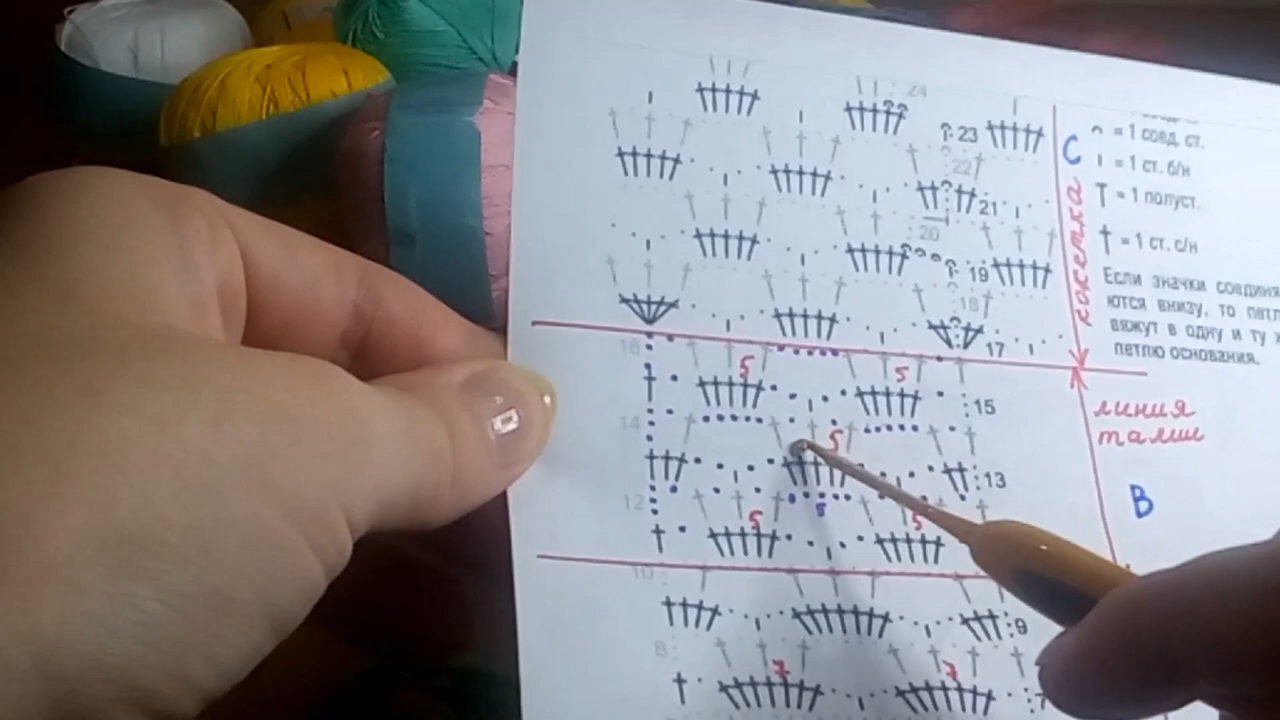 24
23
22
21
20
19
18
17
16
5
5
15
14
5
13
12
5
5
5
10
9
8
7
7
C
кокетка
= 1 совд. ст.
= 1 ст. б/н
= 1 полуст.
= 1 ст. с/н
Если значки соединя
ются внизу, то петл
вяжут в одну и ту ж
петлю основания.
линия
талии
B